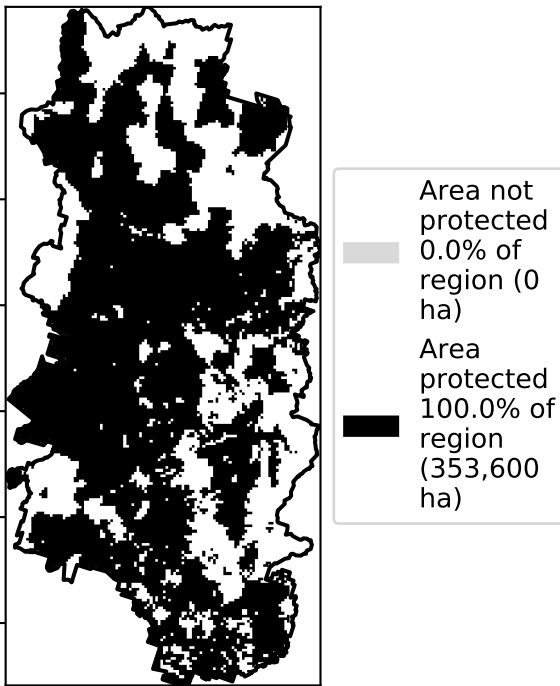 Area not
protected
0.0% of
region (0
ha)
Area
protected
100.0% of
region
(353,600
ha)